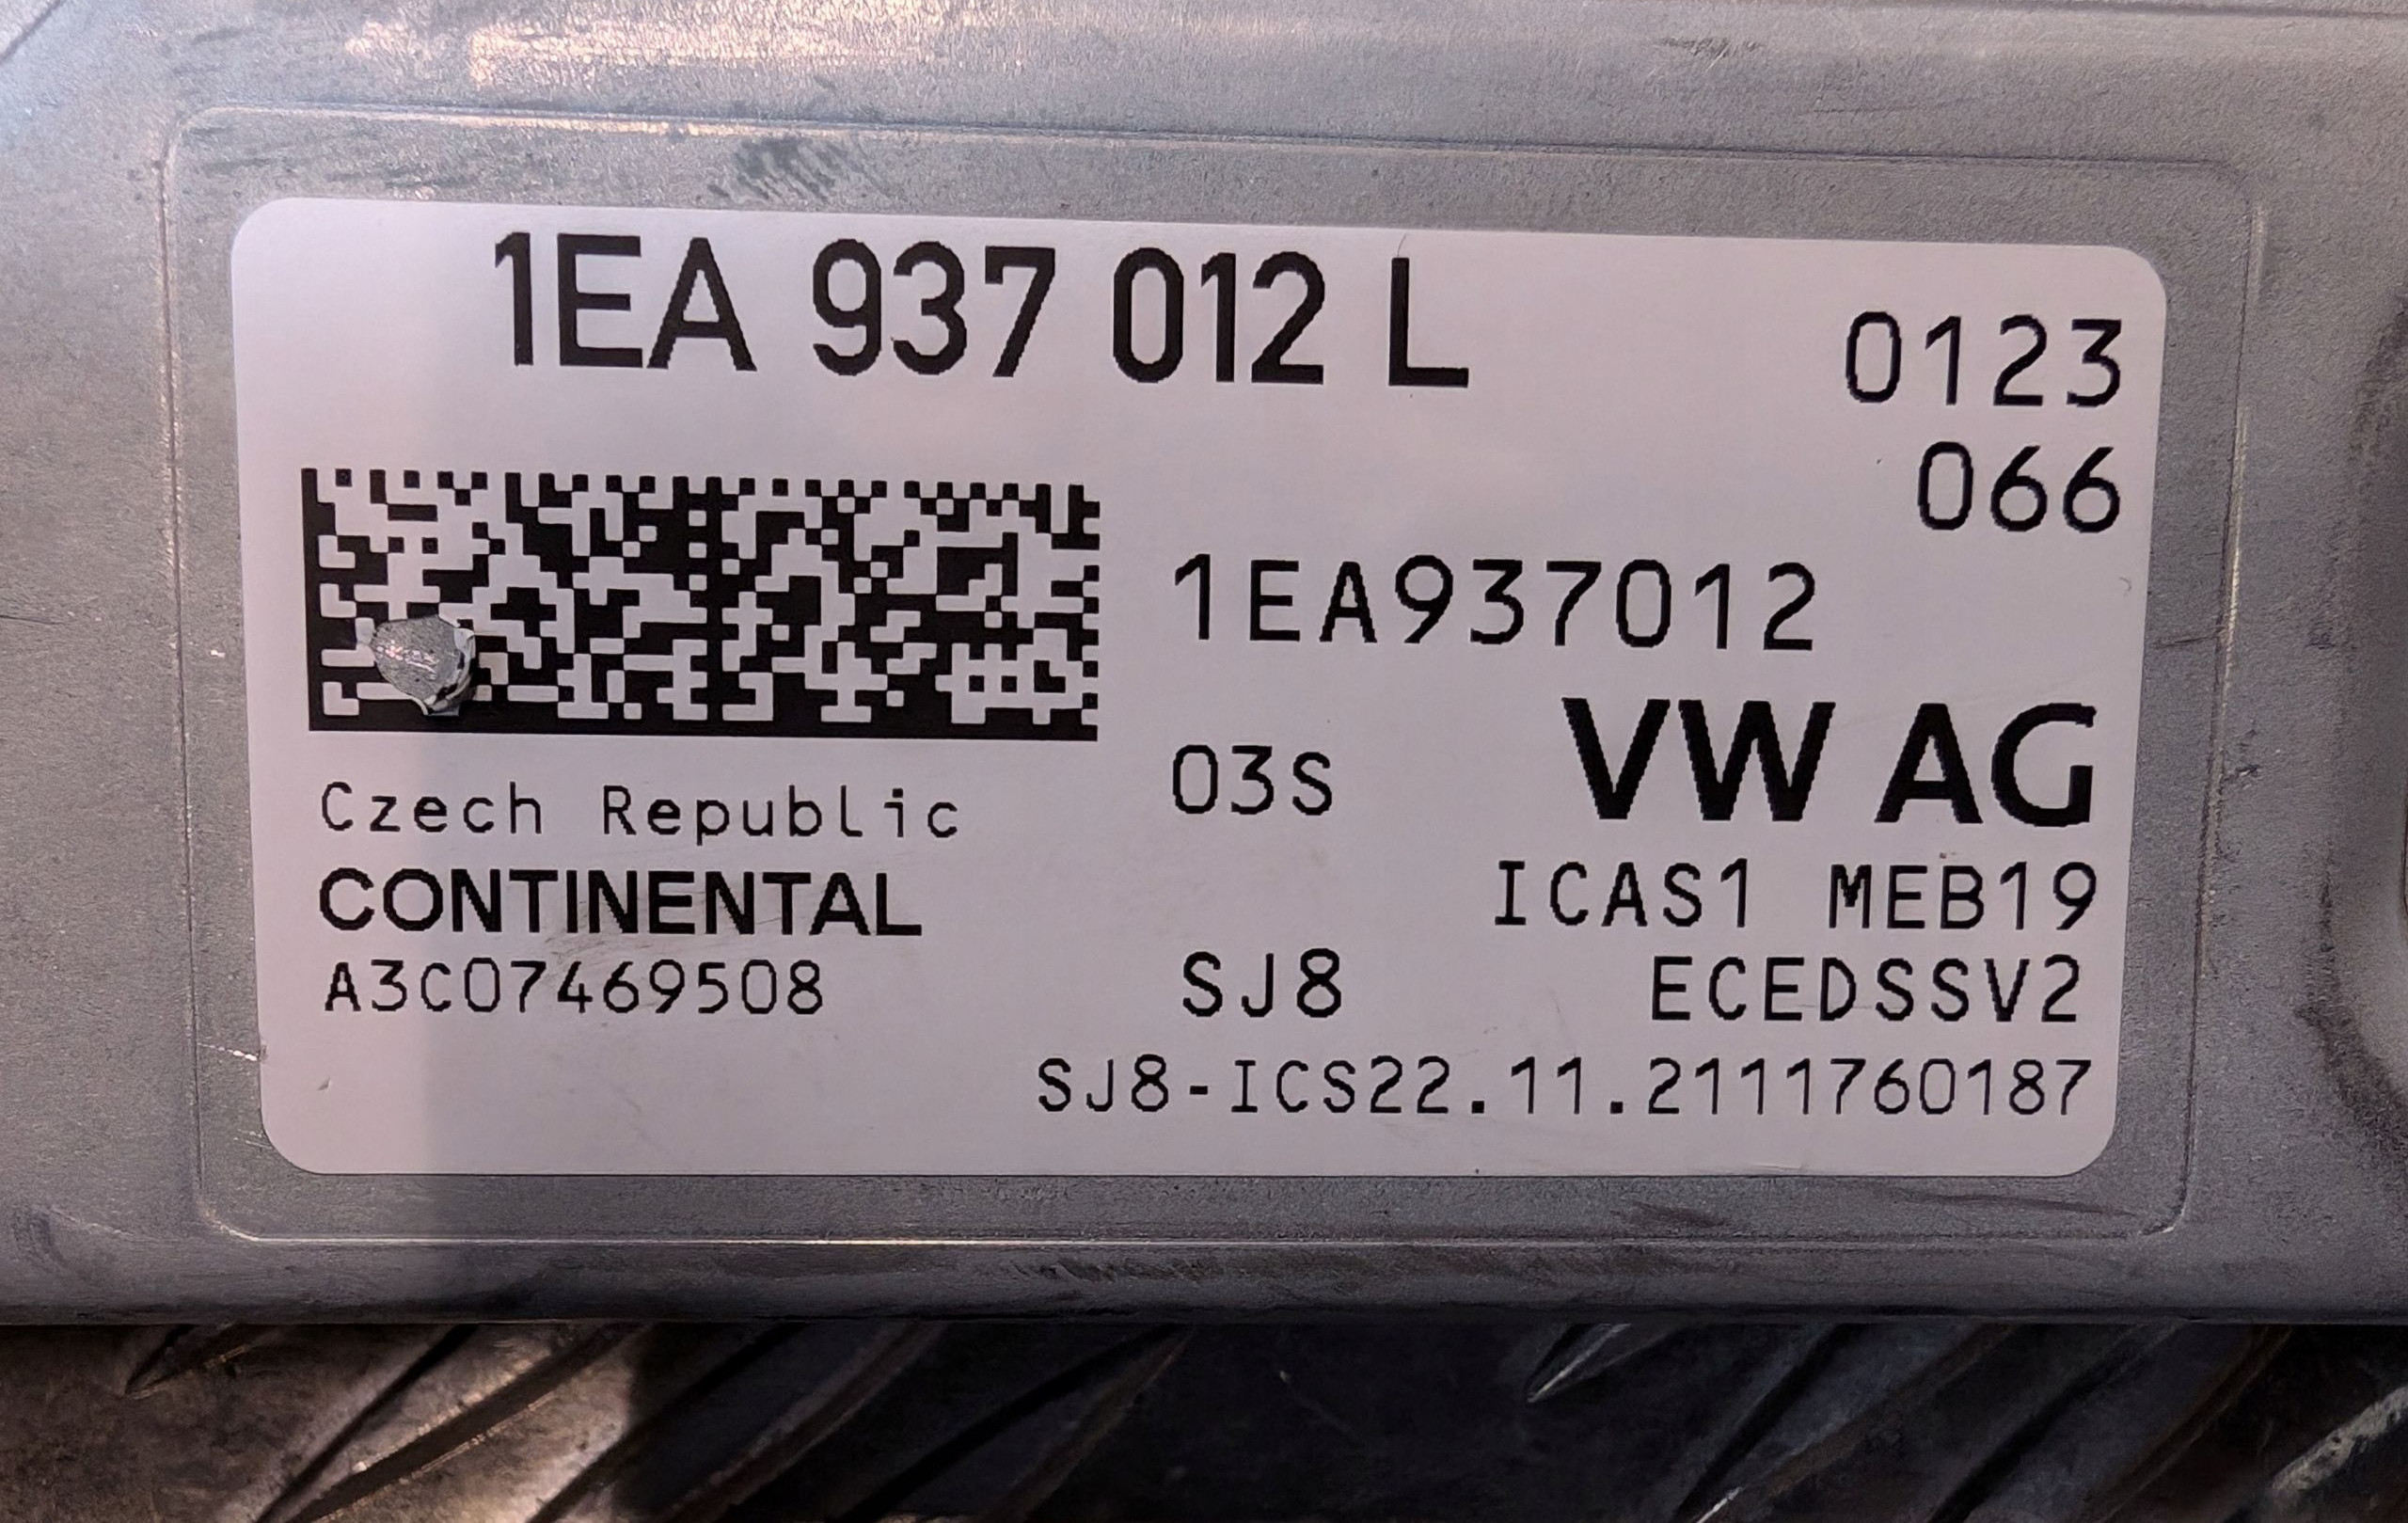 1EA 937 012 L
0123
066
1EA937012
03S
VW AG
Czech Republic
CONTINENTAL
ICAS1 MEB19
A3C07469508
SJ8
ECEDSSV2
SJ8-ICS22.11.2111760187